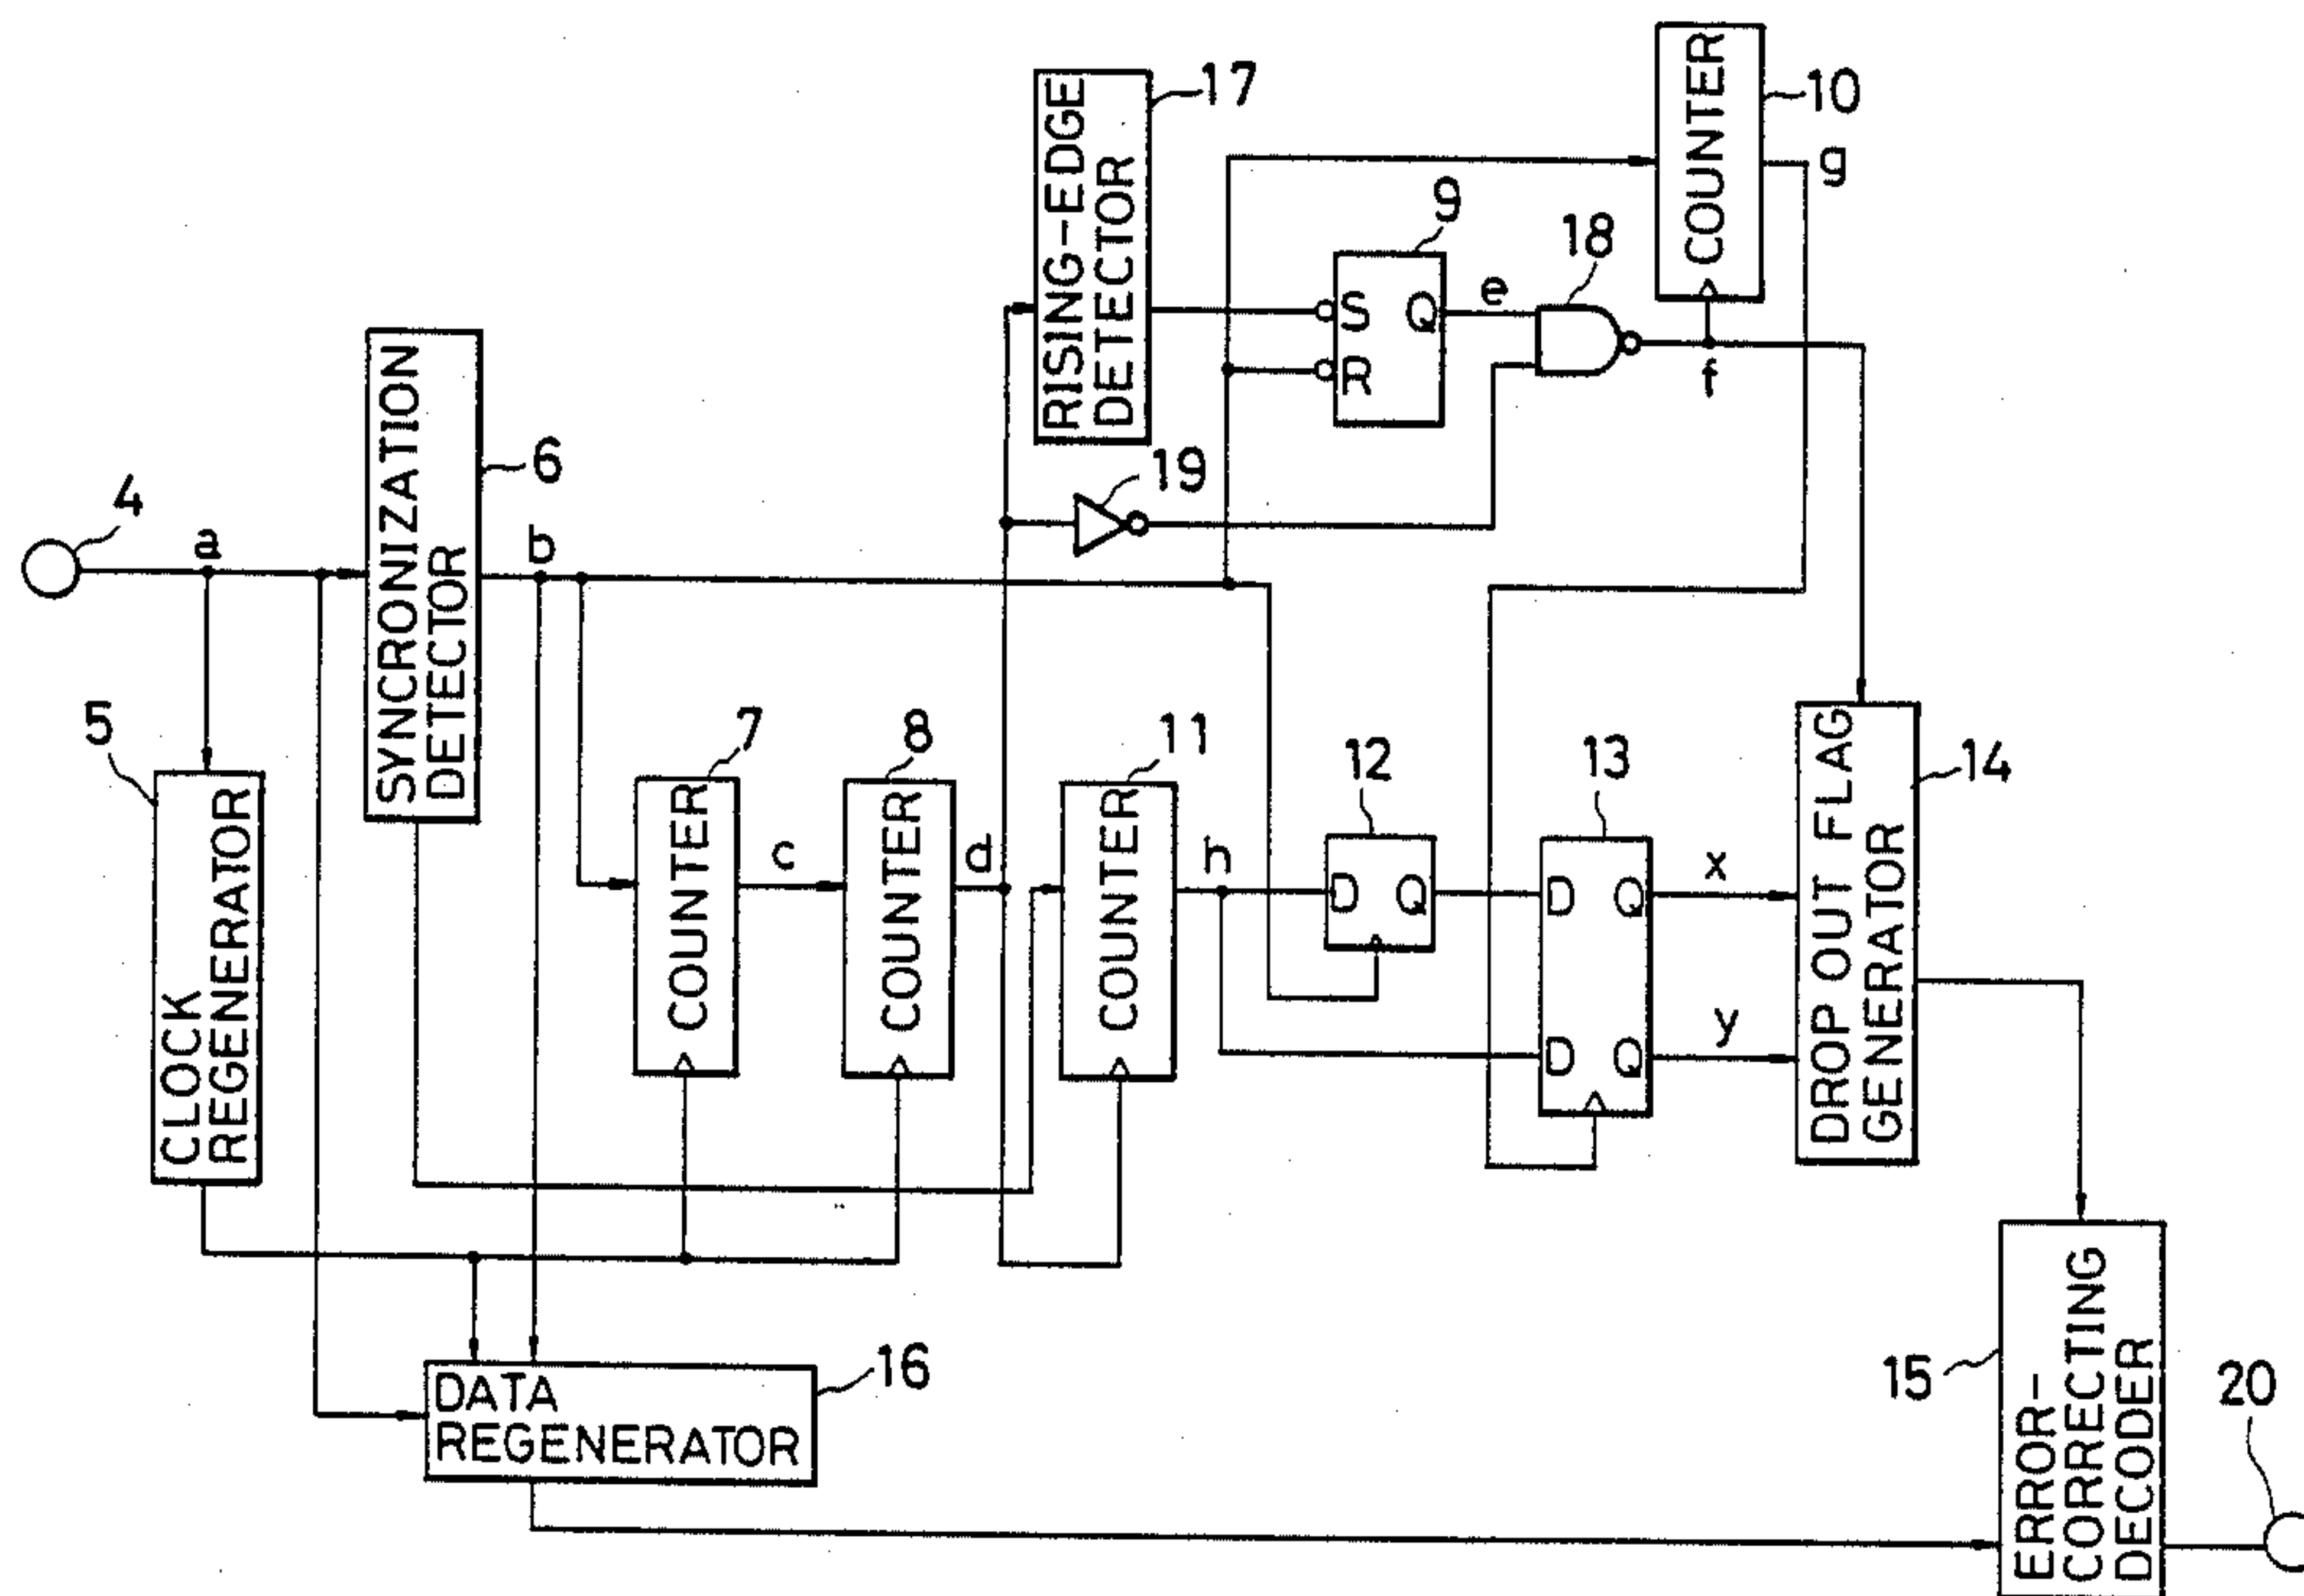 4
a
5
CLOCK
REGENERATOR
SYNCRONIZATION
DETECTOR
6
b
7
COUNTER
c
8
COUNTER
d
RISING-EDGE
DETECTOR
17
19
9
S
Q
R
e
18
f
COUNTER
10
g
11
COUNTER
h
12
D
Q
13
D
Q
D
Q
x
y
DROP OUT FLAG
GENERATOR
14
DATA
REGENERATOR
16
15
ERROR-
CORRECTING
DECODER
20